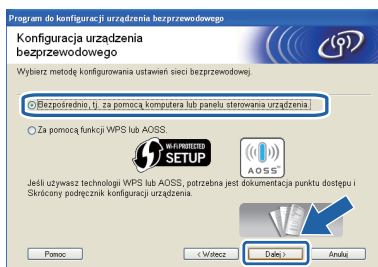 Program do konfiguracji urządzenia bezprzewodowego
Konfiguracja urządzenia
bezprzewodowego
Wybierz metodę konfigurowania ustawień sieci bezprzewodowej.
Bezpośrednio, tj. za pomocą komputera lub panelu sterowania urządzenia.
Za pomocą funkcji WPS lub AOSS.
Wi-Fi PROTECTED
SETUP
AOSS™
Jeśli używasz technologii WPS lub AOSS, potrzebna jest dokumentacja punktu dostępu i
Skrócony podręcznik konfiguracji urządzenia.
Pomoc
< Wstecz
Dalej >
Anuluj